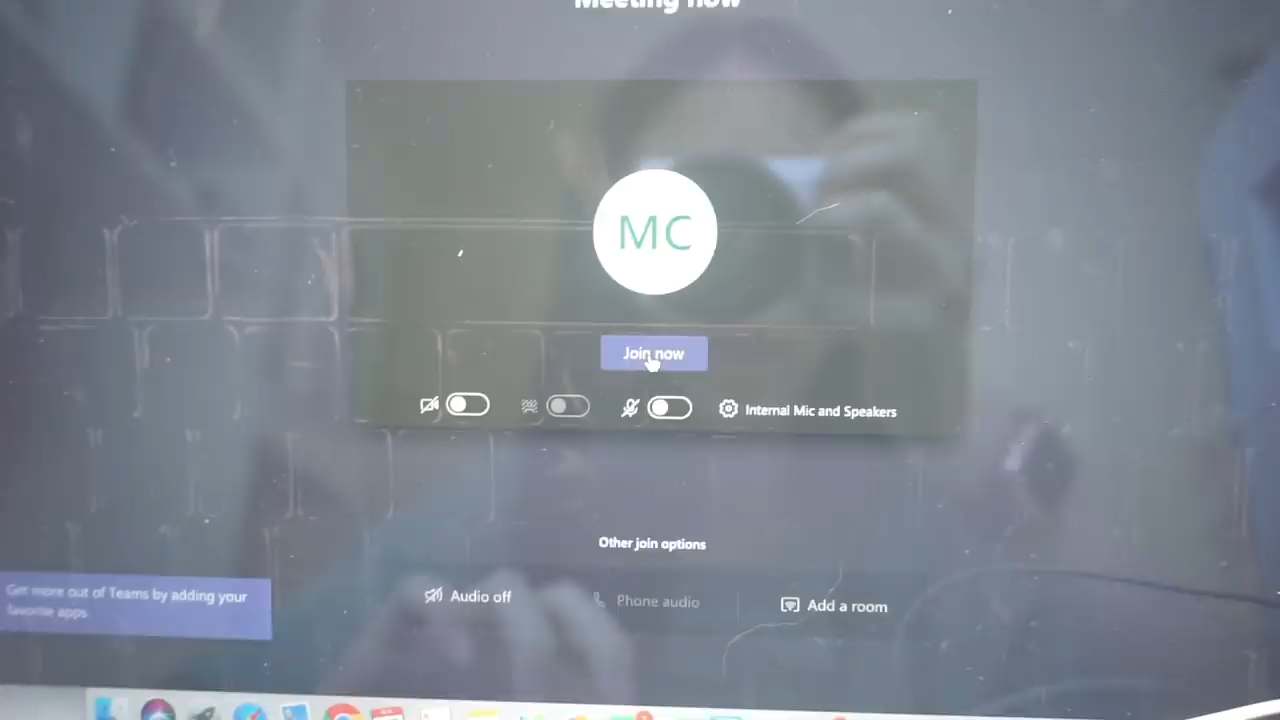 Meeting now
MC
Join now
Internal Mic and Speakers
Other join options
Audio off
Phone audio
Add a room
Get more out of Teams by adding your
favorite apps